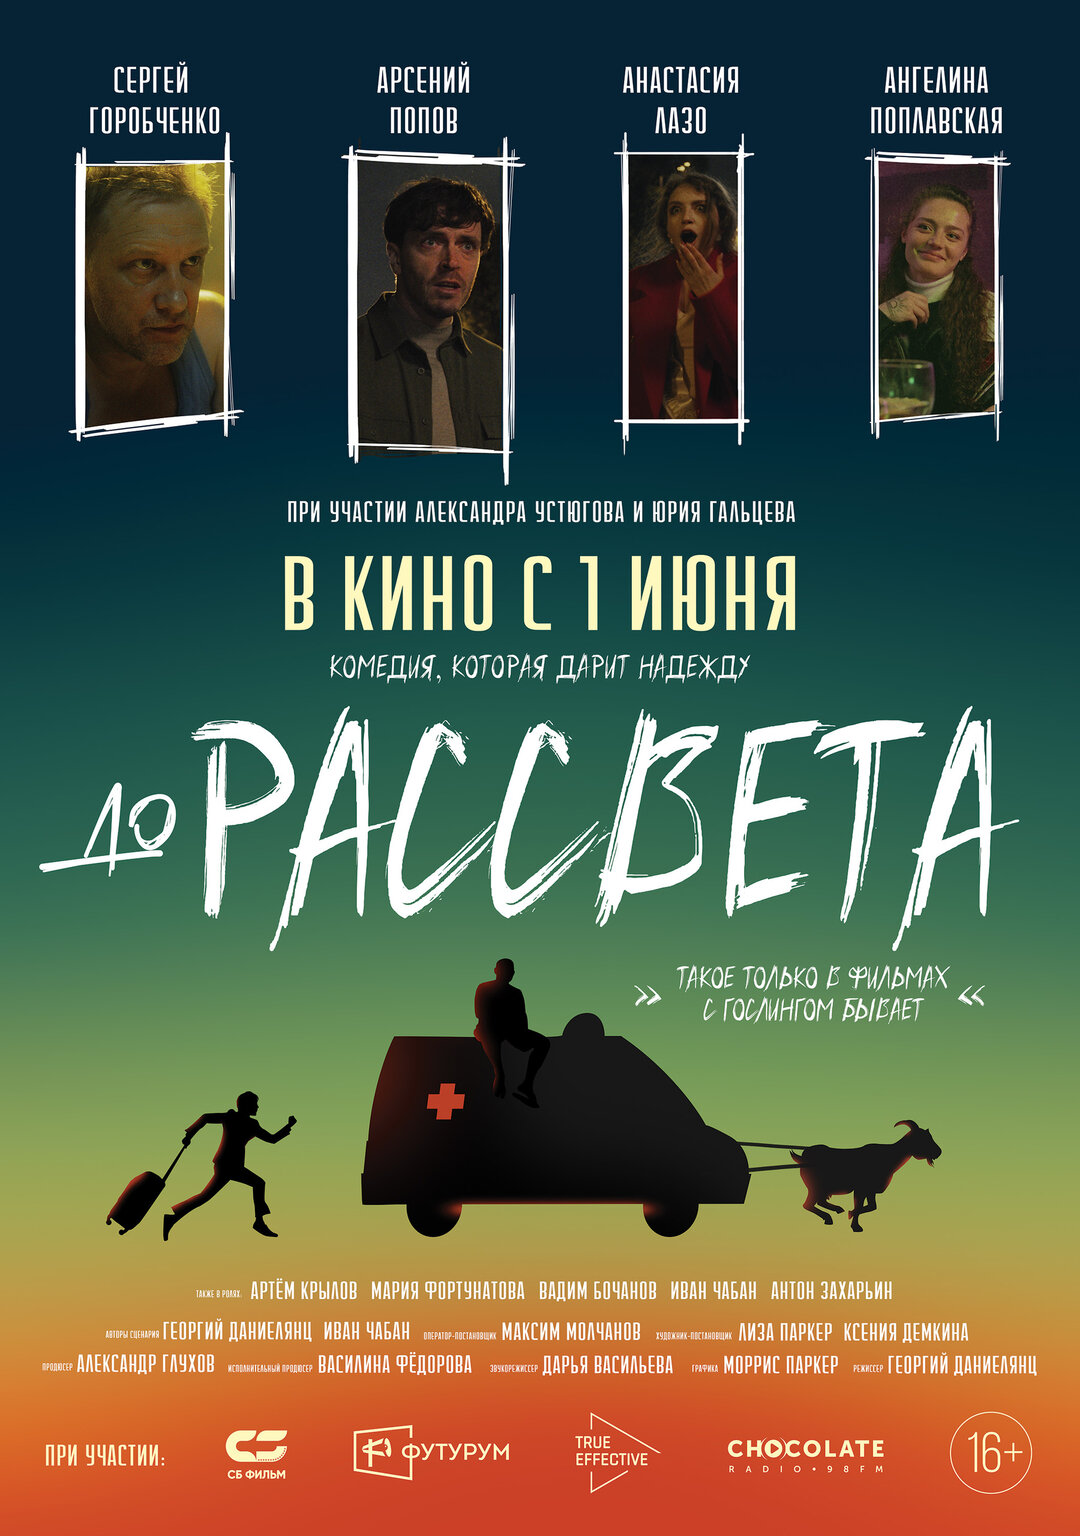 СЕРГЕЙ
ГОРОБЧЕНКО
АРСЕНИЙ
ПОПОВ
АНАСТАСИЯ
ЛАЗО
АНГЕЛИНА
ПОПЛАВСКАЯ
ПРИ УЧАСТИИ АЛЕКСАНДРА УСТЮГОВА И ЮРИЯ ГАЛЬЦЕВА
В КИНО С 1 ИЮНЯ
КОМЕДИЯ, КОТОРАЯ ДАРИТ НАДЕЖДУ
ДО РАССВЕТА
» ТАКОЕ ТОЛЬКО В ФИЛЬМАХ
С ГОСЛИНГОМ БЫВАЕТ «
ТАКЖЕ В РОЛЯХ: АРТЁМ КРЫЛОВ МАРИЯ ФОРТУНАТОВА ВАДИМ БОЧАНОВ ИВАН ЧАБАН АНТОН ЗАХАРЬИН
АВТОРЫ СЦЕНАРИЯ ГЕОРГИЙ ДАНИЕЛЯНЦ ИВАН ЧАБАН ОПЕРАТОР-ПОСТАНОВЩИК МАКСИМ МОЛЧАНОВ ХУДОЖНИК-ПОСТАНОВЩИК ЛИЗА ПАРКЕР КСЕНИЯ ДЕМКИНА
ПРОДЮСЕР АЛЕКСАНДР ГЛУХОВ ИСПОЛНИТЕЛЬНЫЙ ПРОДЮСЕР ВАСИЛИНА ФЁДОРОВА ЗВУКОРЕЖИССЕР ДАРЬЯ ВАСИЛЬЕВА ГРАФИКА МОРРИС ПАРКЕР РЕЖИССЕР ГЕОРГИЙ ДАНИЕЛЯНЦ
ПРИ УЧАСТИИ:
СБ ФИЛЬМ
ФУТУРУМ
TRUE
EFFECTIVE
CHOCOLATE
RADIO • 98FM
16+